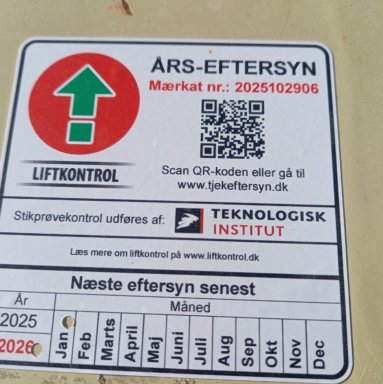 ÅRS-EFTERSYN
Mærkat nr.: 2025102906
LIFTKONTROL
Scan QR-koden eller gå til
www.tjekeftersyn.dk
Stikprøvekontrol udføres af: TEKNOLOGISK
INSTITUT
Læs mere om liftkontrol på www.liftkontrol.dk
Næste eftersyn senest
År Måned
2025
2026
Jan Feb Marts April Maj Juni Juli Aug Sep Okt Nov Dec